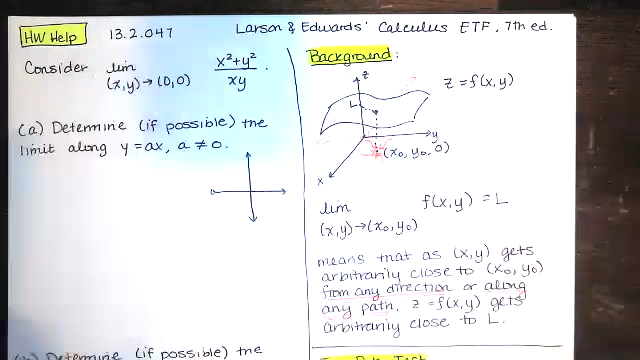 HW Help 13.2.047 Larson & Edwards' Calculus ETF, 7th ed.
Consider lim (x,y)→(0,0) x²+y² / xy .
(a) Determine (if possible) the
limit along y=ax, a ≠ 0.
(b) Determine (if possible) the
Background:
z = f(x,y)
z
L
y
(x₀, y₀, 0)
x
lim (x,y)→(x₀,y₀) f(x,y) = L
means that as (x,y) gets
arbitrarily close to (x₀, y₀)
from any direction or along
any path, z = f(x,y) gets
arbitrarily close to L.